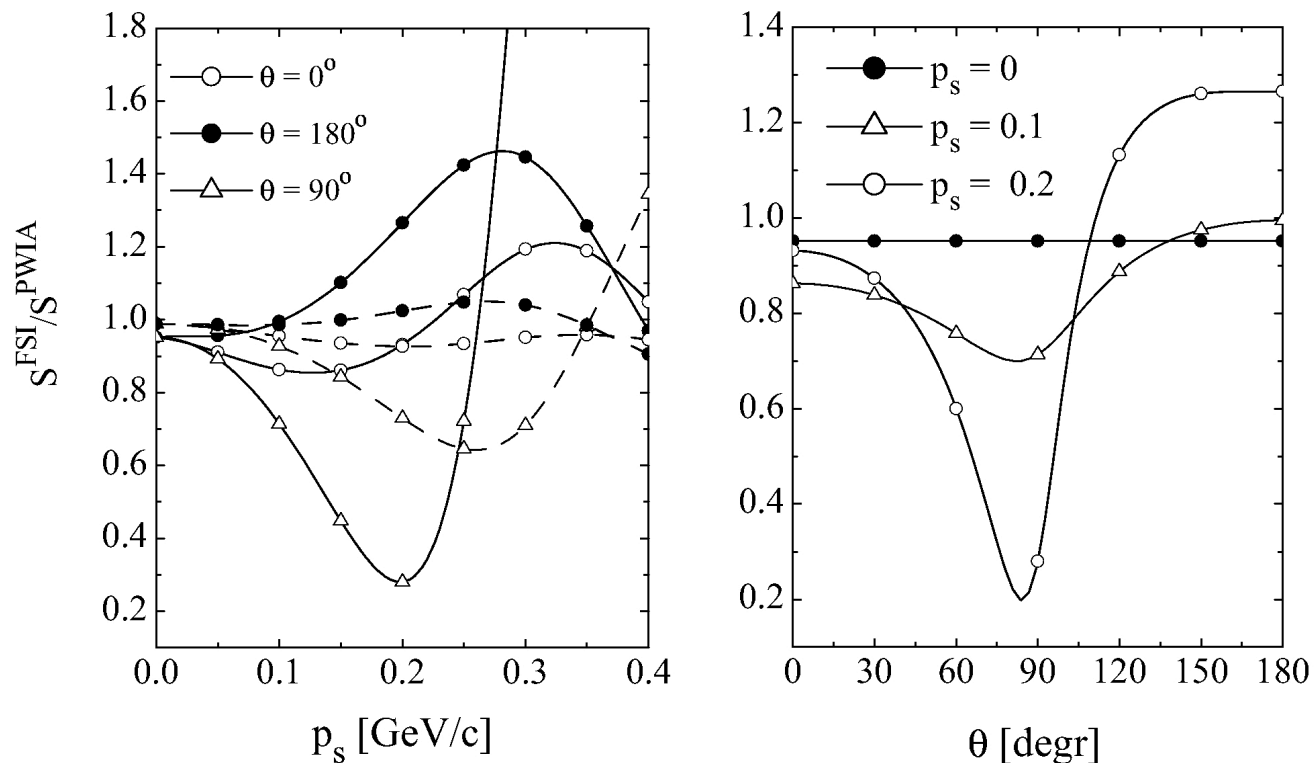 S^FSI/S^PWIA
1.8
1.6
1.4
1.2
1.0
0.8
0.6
0.4
0.2
θ = 0°
θ = 180°
θ = 90°
0.0 0.1 0.2 0.3 0.4
p_s [GeV/c]
1.4
1.2
1.0
0.8
0.6
0.4
0.2
p_s = 0
p_s = 0.1
p_s = 0.2
0 30 60 90 120 150 180
θ [degr]